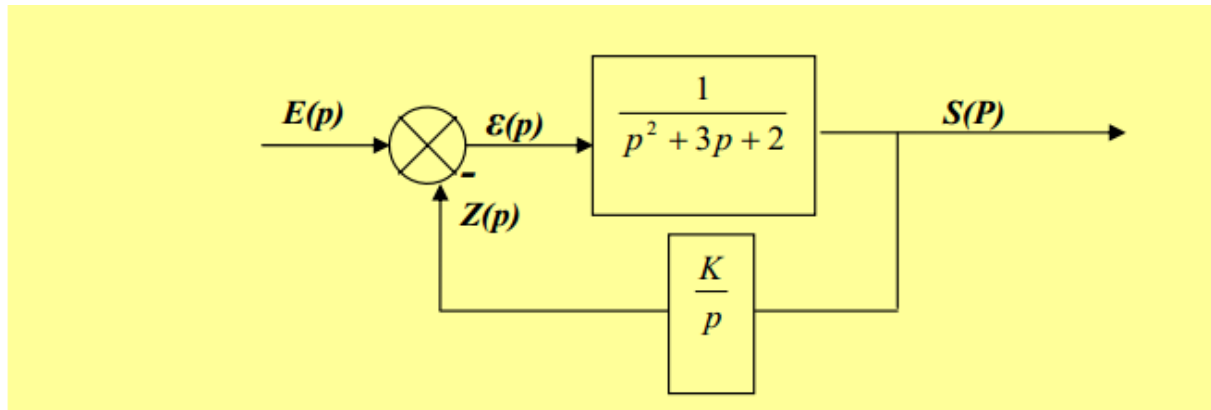 E(p)
ε(p)
1
p² + 3p + 2
S(P)
-
Z(p)
K
p